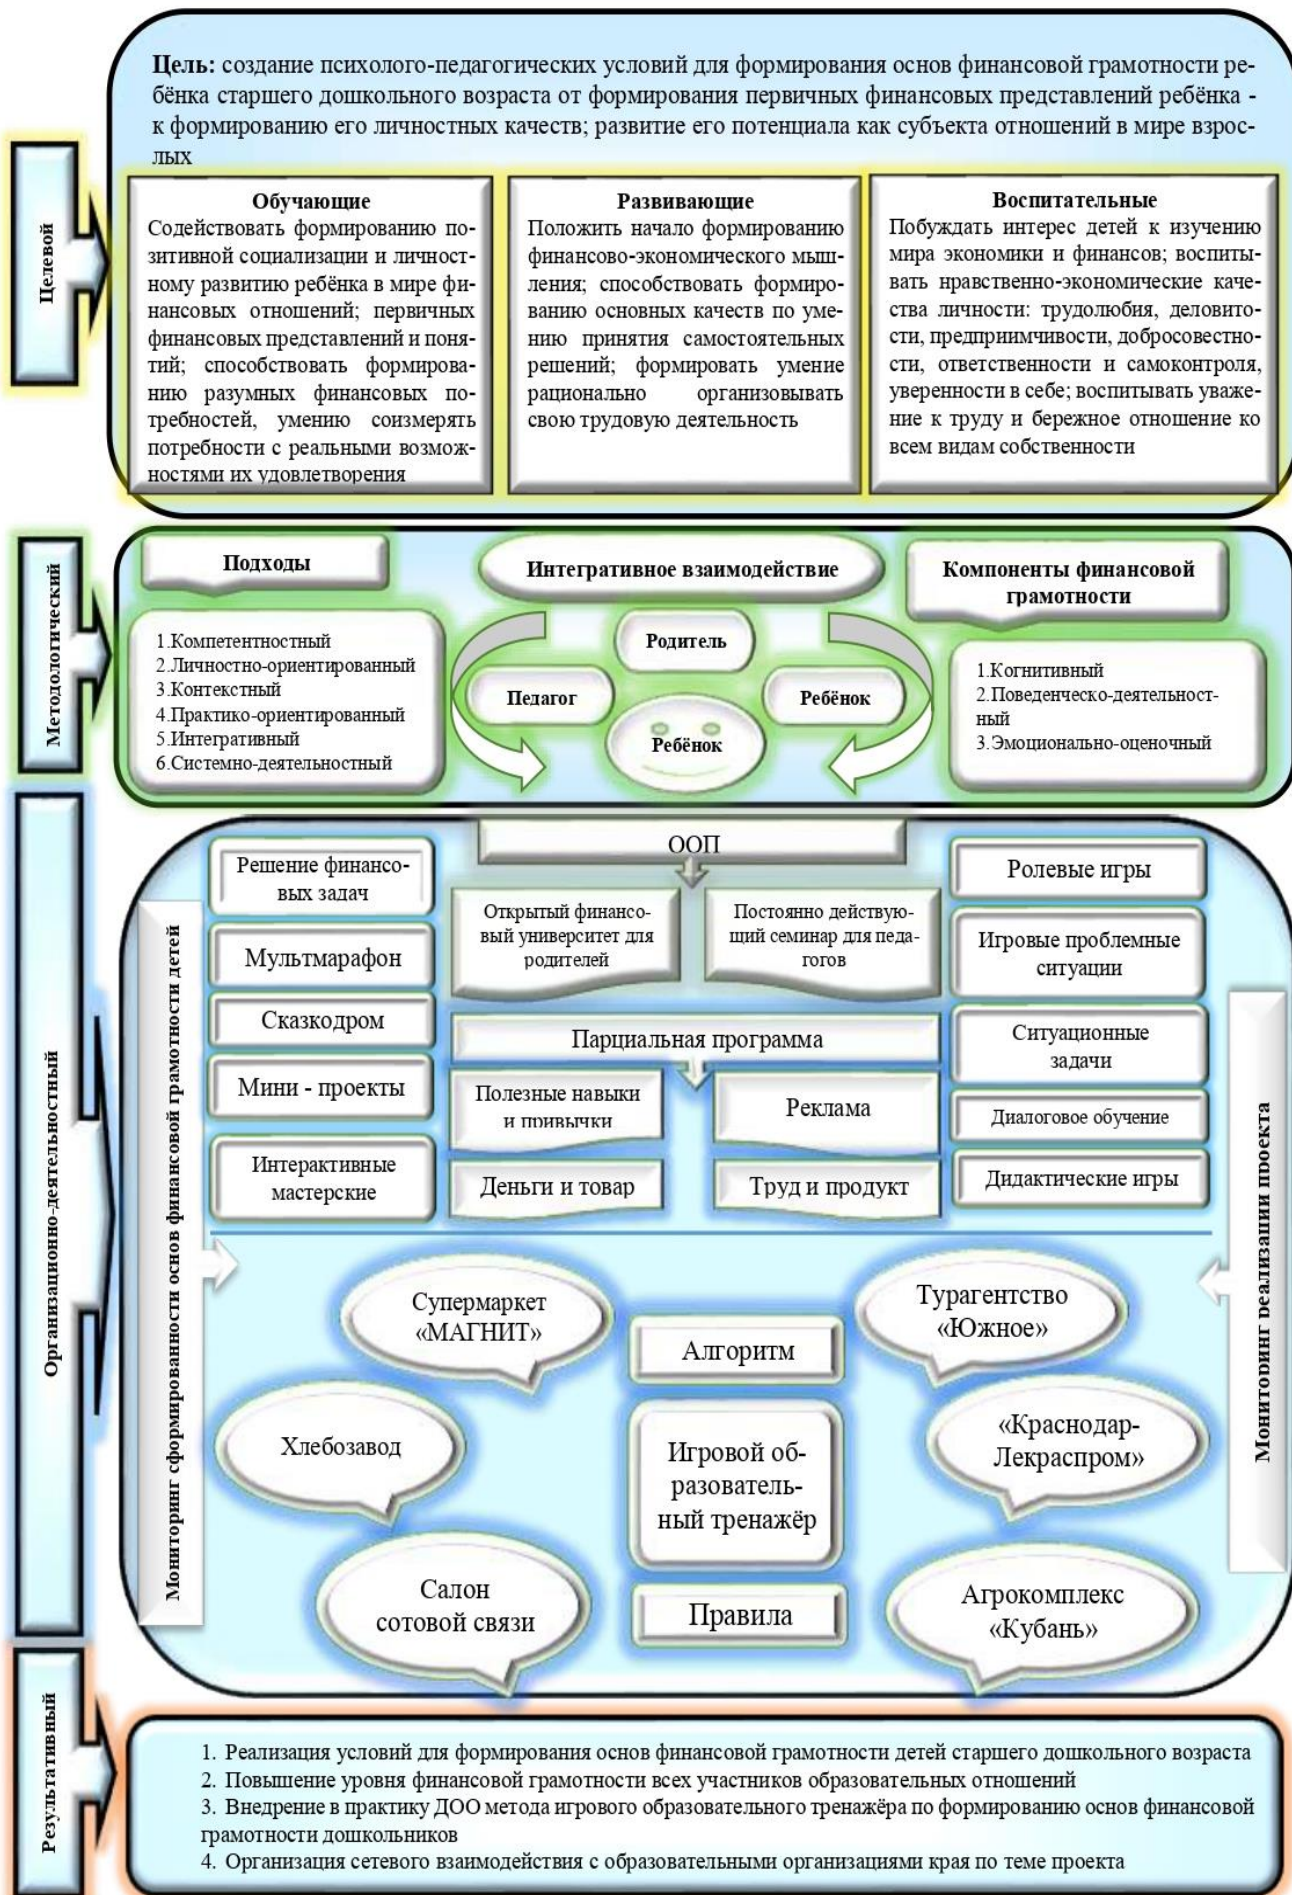 Цель: создание психолого-педагогических условий для формирования основ финансовой грамотности ре-
бёнка старшего дошкольного возраста от формирования первичных финансовых представлений ребёнка -
к формированию его личностных качеств; развитие его потенциала как субъекта отношений в мире взрос-
лых
Целевой
Обучающие
Содействовать формированию по-
зитивной социализации и личност-
ному развитию ребёнка в мире фи-
нансовых отношений; первичных
финансовых представлений и поня-
тий; способствовать формирова-
нию разумных финансовых по-
требностей, умению соизмерять
потребности с реальными возмож-
ностями их удовлетворения
Развивающие
Положить начало формированию
финансово-экономического мыш-
ления; способствовать формиро-
ванию основных качеств по уме-
нию принятия самостоятельных
решений; формировать умение
рационально организовывать
свою трудовую деятельность
Воспитательные
Побуждать интерес детей к изучению
мира экономики и финансов; воспиты-
вать нравственно-экономические каче-
ства личности: трудолюбия, деловито-
сти, предприимчивости, добросовестно-
сти, ответственности и самоконтроля,
уверенности в себе; воспитывать уваже-
ние к труду и бережное отношение ко
всем видам собственности
Методологический
Подходы
1.Компетентностный
2.Личностно-ориентированный
3.Контекстный
4.Практико-ориентированный
5.Интегративный
6.Системно-деятельностный
Интегративное взаимодействие
Родитель
Педагог
Ребёнок
Ребёнок
Компоненты финансовой
грамотности
1.Когнитивный
2.Поведенческо-деятельност-
ный
3.Эмоционально-оценочный
Организационно-деятельностный
Мониторинг сформированности основ финансовой грамотности детей
Решение финансо-
вых задач
Мультмарафон
Сказкодром
Мини - проекты
Интерактивные
мастерские
ООП
Открытый финансо-
вый университет для
родителей
Постоянно действую-
щий семинар для педа-
гогов
Парциальная программа
Полезные навыки
и привычки
Реклама
Деньги и товар
Труд и продукт
Ролевые игры
Игровые проблемные
ситуации
Ситуационные
задачи
Диалоговое обучение
Дидактические игры
Мониторинг реализации проекта
Супермаркет
«МАГНИТ»
Турагентство
«Южное»
Алгоритм
Хлебозавод
Игровой об-
разователь-
ный тренажёр
«Краснодар-
Лекраспром»
Салон
сотовой связи
Правила
Агрокомплекс
«Кубань»
Результативный
1. Реализация условий для формирования основ финансовой грамотности детей старшего дошкольного возраста
2. Повышение уровня финансовой грамотности всех участников образовательных отношений
3. Внедрение в практику ДОО метода игрового образовательного тренажёра по формированию основ финансовой
грамотности дошкольников
4. Организация сетевого взаимодействия с образовательными организациями края по теме проекта